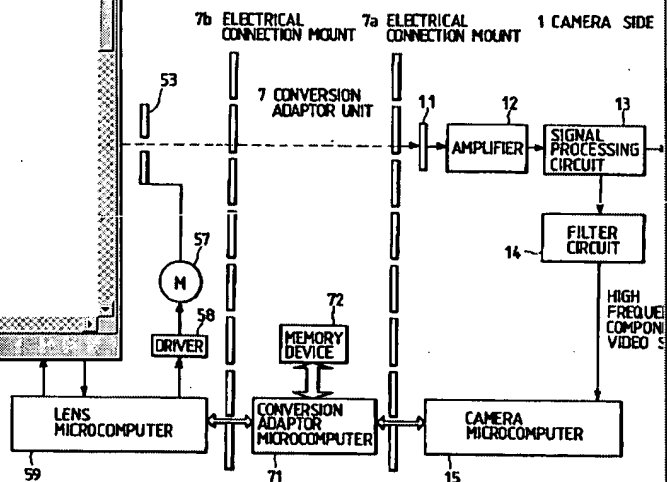 7b ELECTRICAL CONNECTION MOUNT
7a ELECTRICAL CONNECTION MOUNT
1 CAMERA SIDE
53
7 CONVERSION ADAPTOR UNIT
11
12
13
AMPLIFIER
SIGNAL PROCESSING CIRCUIT
FILTER CIRCUIT
14
57
M
58
DRIVER
72
MEMORY DEVICE
HIGH
COMPON
VIDEO S
LENS MICROCOMPUTER
CONVERSION ADAPTOR MICROCOMPUTER
CAMERA MICROCOMPUTER
59
71
15